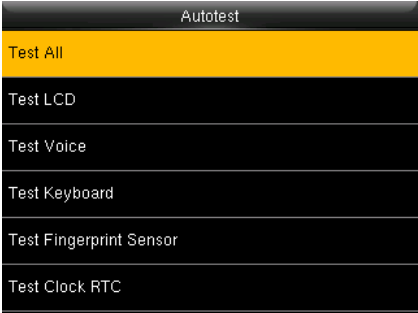 Autotest
Test All
Test LCD
Test Voice
Test Keyboard
Test Fingerprint Sensor
Test Clock RTC